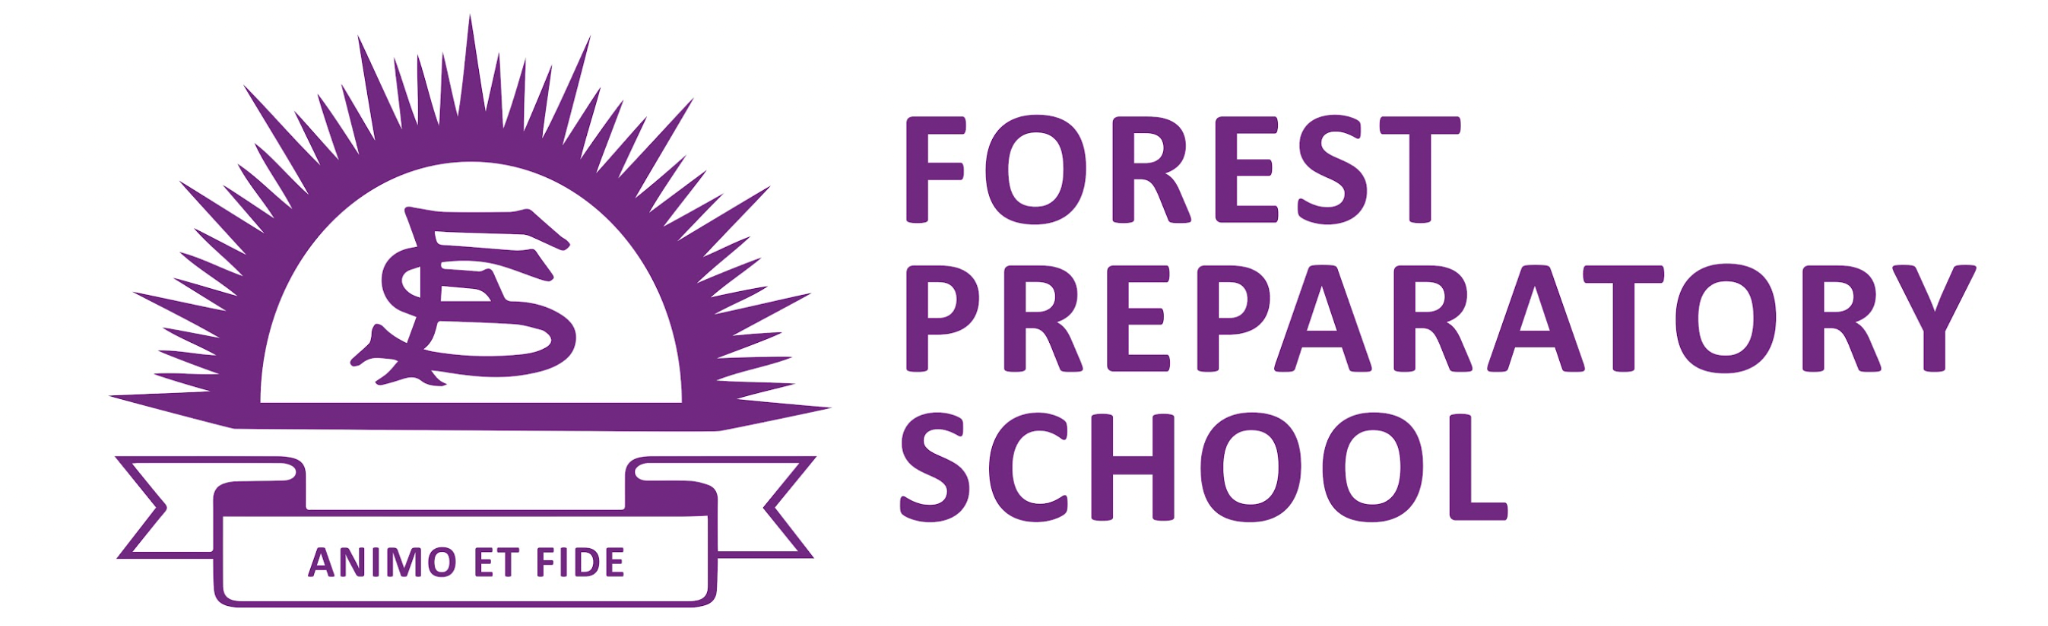 FS
ANIMO ET FIDE
FOREST
PREPARATORY
SCHOOL